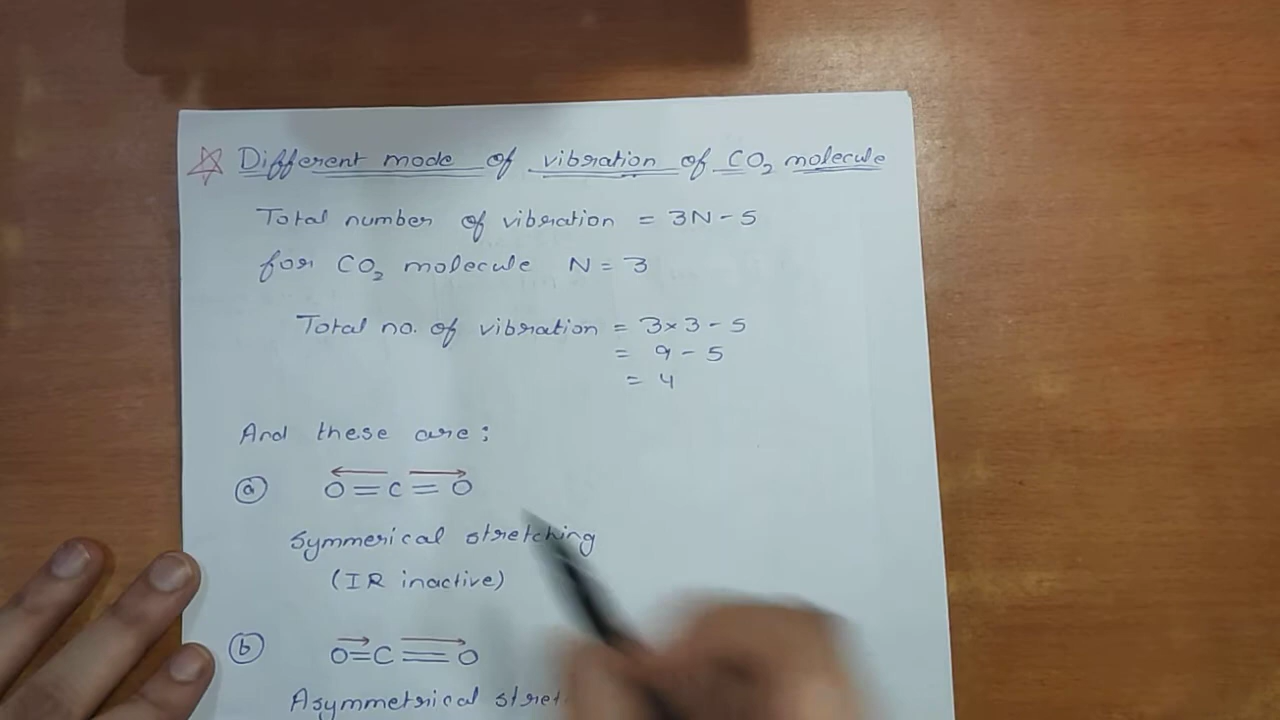 Different mode of vibration of CO₂ molecule
Total number of vibration = 3N - 5
for CO₂ molecule N = 3
Total no. of vibration = 3×3 - 5
= 9 - 5
= 4
And these are :
(a) O=C=O
Symmerical stretching
(IR inactive)
(b) O=C=O
Asymmetrical